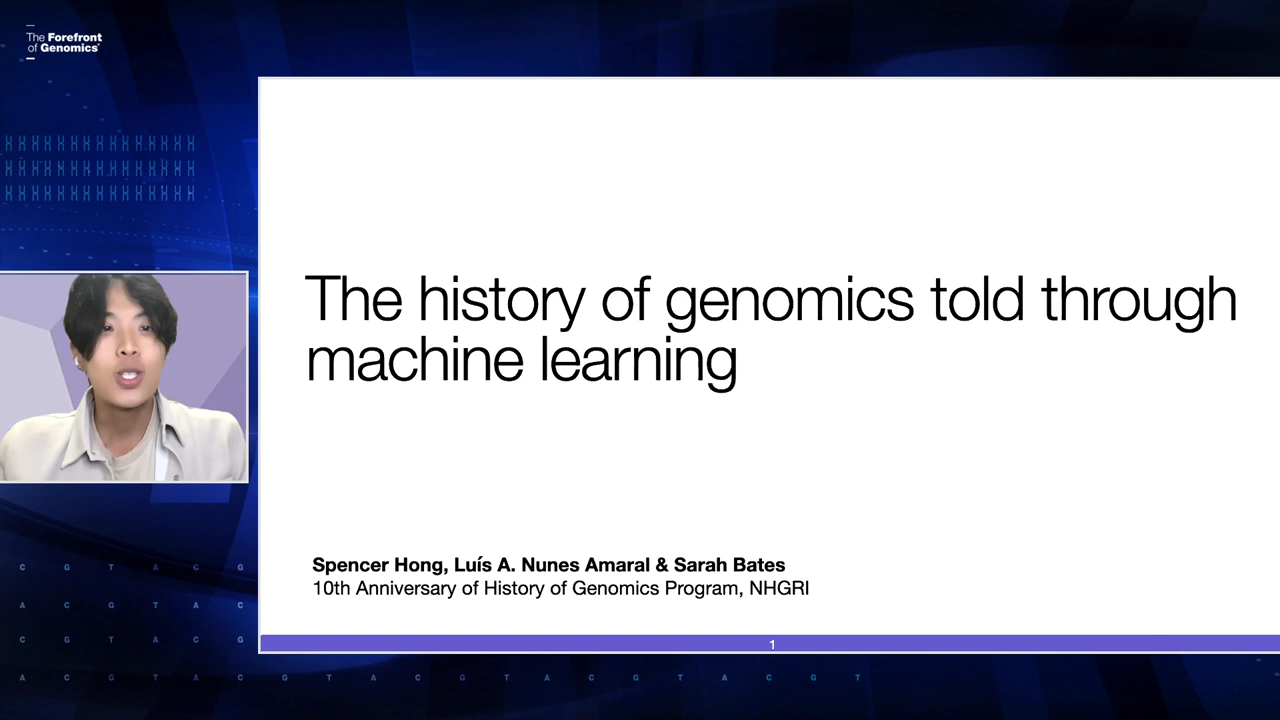 The Forefront
of Genomics®
The history of genomics told through
machine learning
Spencer Hong, Luís A. Nunes Amaral & Sarah Bates
10th Anniversary of History of Genomics Program, NHGRI
1
C G T A C G
A C G T A C
C G T A C G
A C G T A C G T A C G T A C G T A C G T